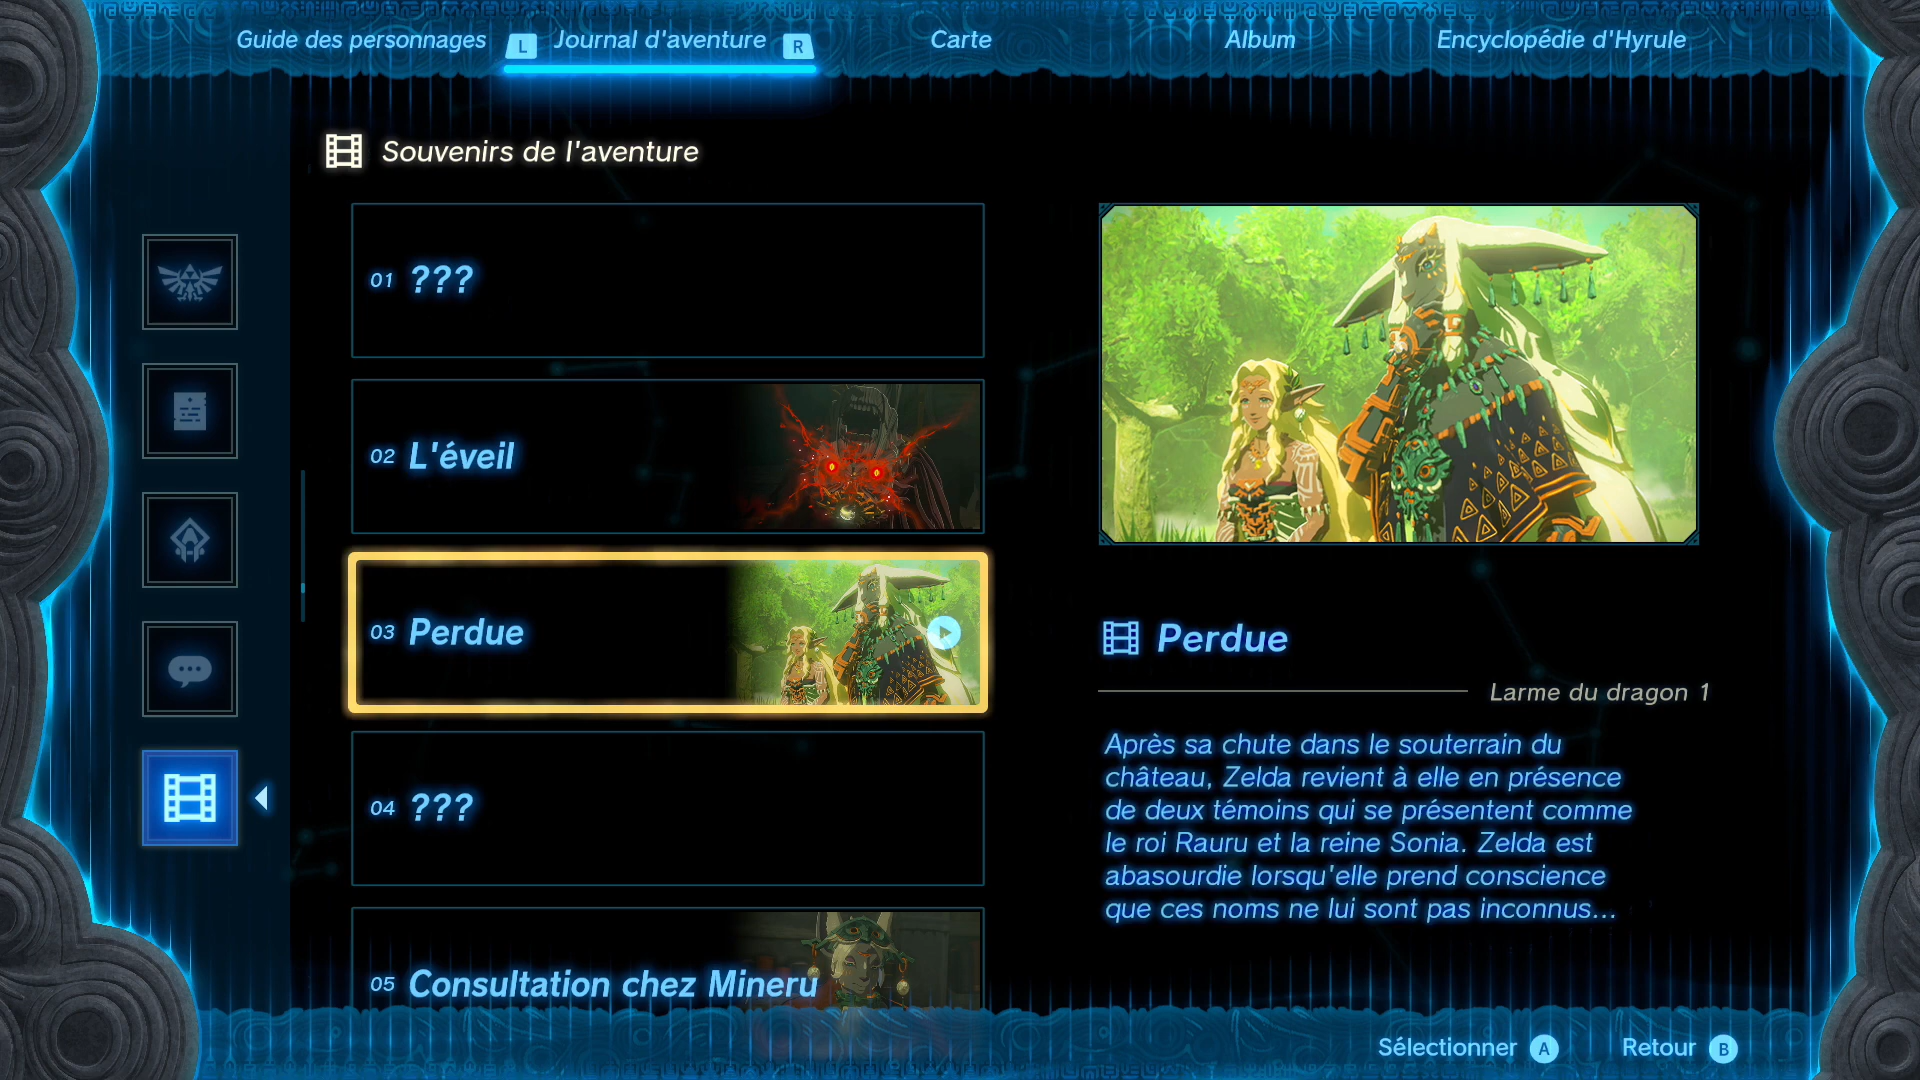 Guide des personnages
L
Journal d'aventure
R
Carte
Album
Encyclopédie d'Hyrule
Souvenirs de l'aventure
01 ???
02 L'éveil
03 Perdue
04 ???
05 Consultation chez Mineru
Perdue
Larme du dragon 1
Après sa chute dans le souterrain du
château, Zelda revient à elle en présence
de deux témoins qui se présentent comme
le roi Rauru et la reine Sonia. Zelda est
abasourdie lorsqu'elle prend conscience
que ces noms ne lui sont pas inconnus...
Sélectionner A
Retour B